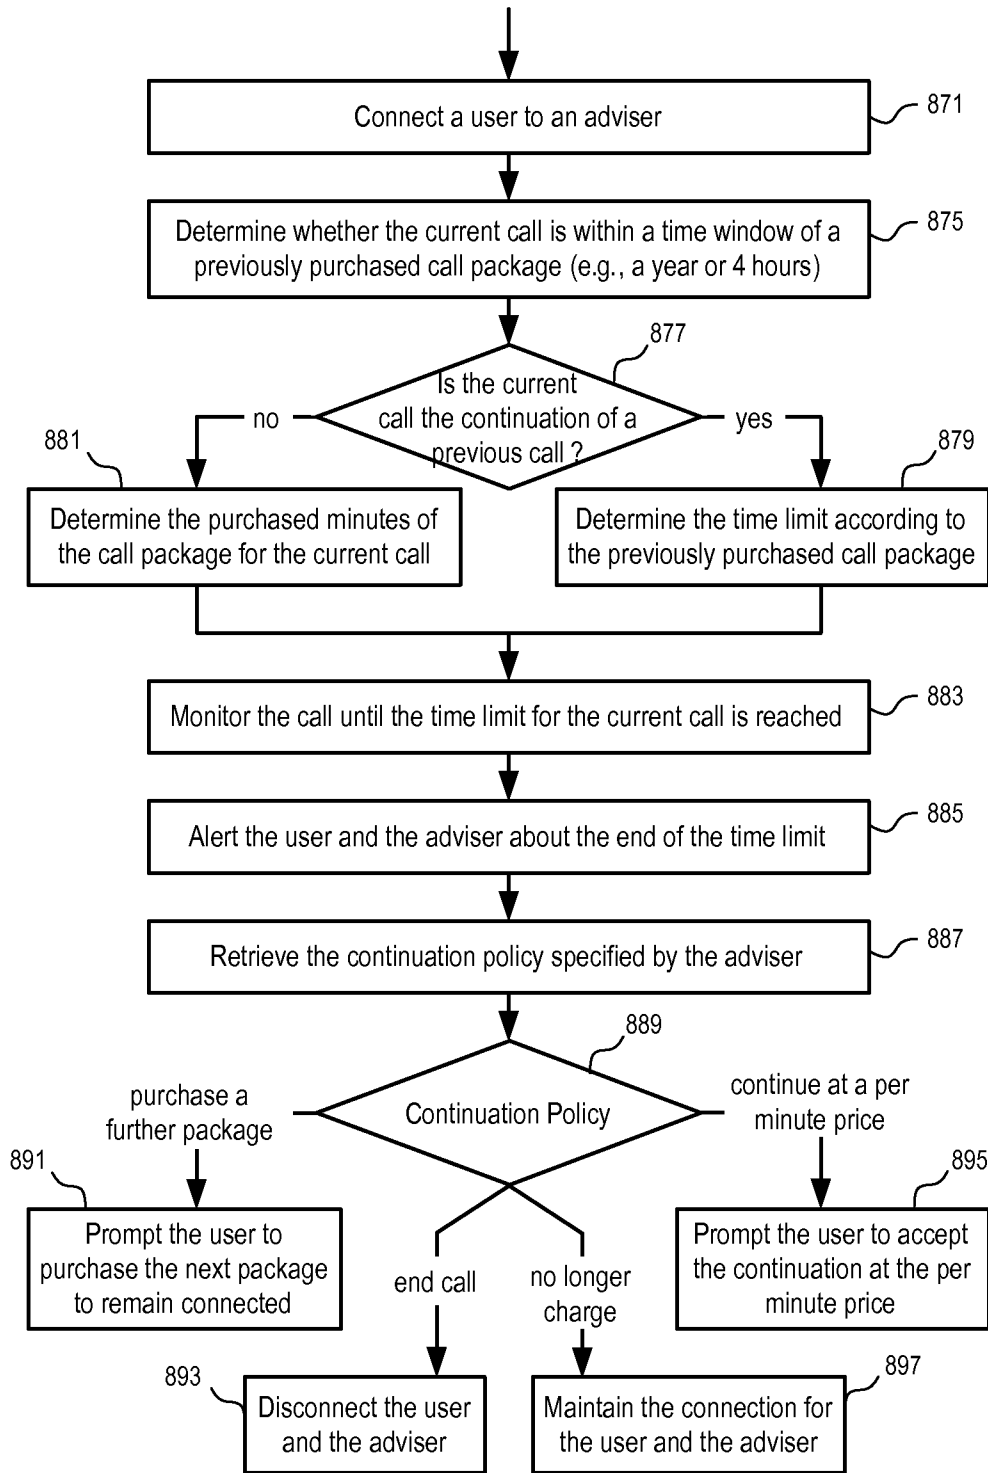 Connect a user to an adviser
871
Determine whether the current call is within a time window of a
previously purchased call package (e.g., a year or 4 hours)
875
877
Is the current
call the continuation of a
previous call ?
no
yes
881
879
Determine the purchased minutes of
the call package for the current call
Determine the time limit according to
the previously purchased call package
Monitor the call until the time limit for the current call is reached
883
Alert the user and the adviser about the end of the time limit
885
Retrieve the continuation policy specified by the adviser
887
889
Continuation Policy
purchase a
further package
continue at a per
minute price
891
895
Prompt the user to
purchase the next package
to remain connected
Prompt the user to accept
the continuation at the per
minute price
end call
no longer
charge
893
897
Disconnect the user
and the adviser
Maintain the connection for
the user and the adviser